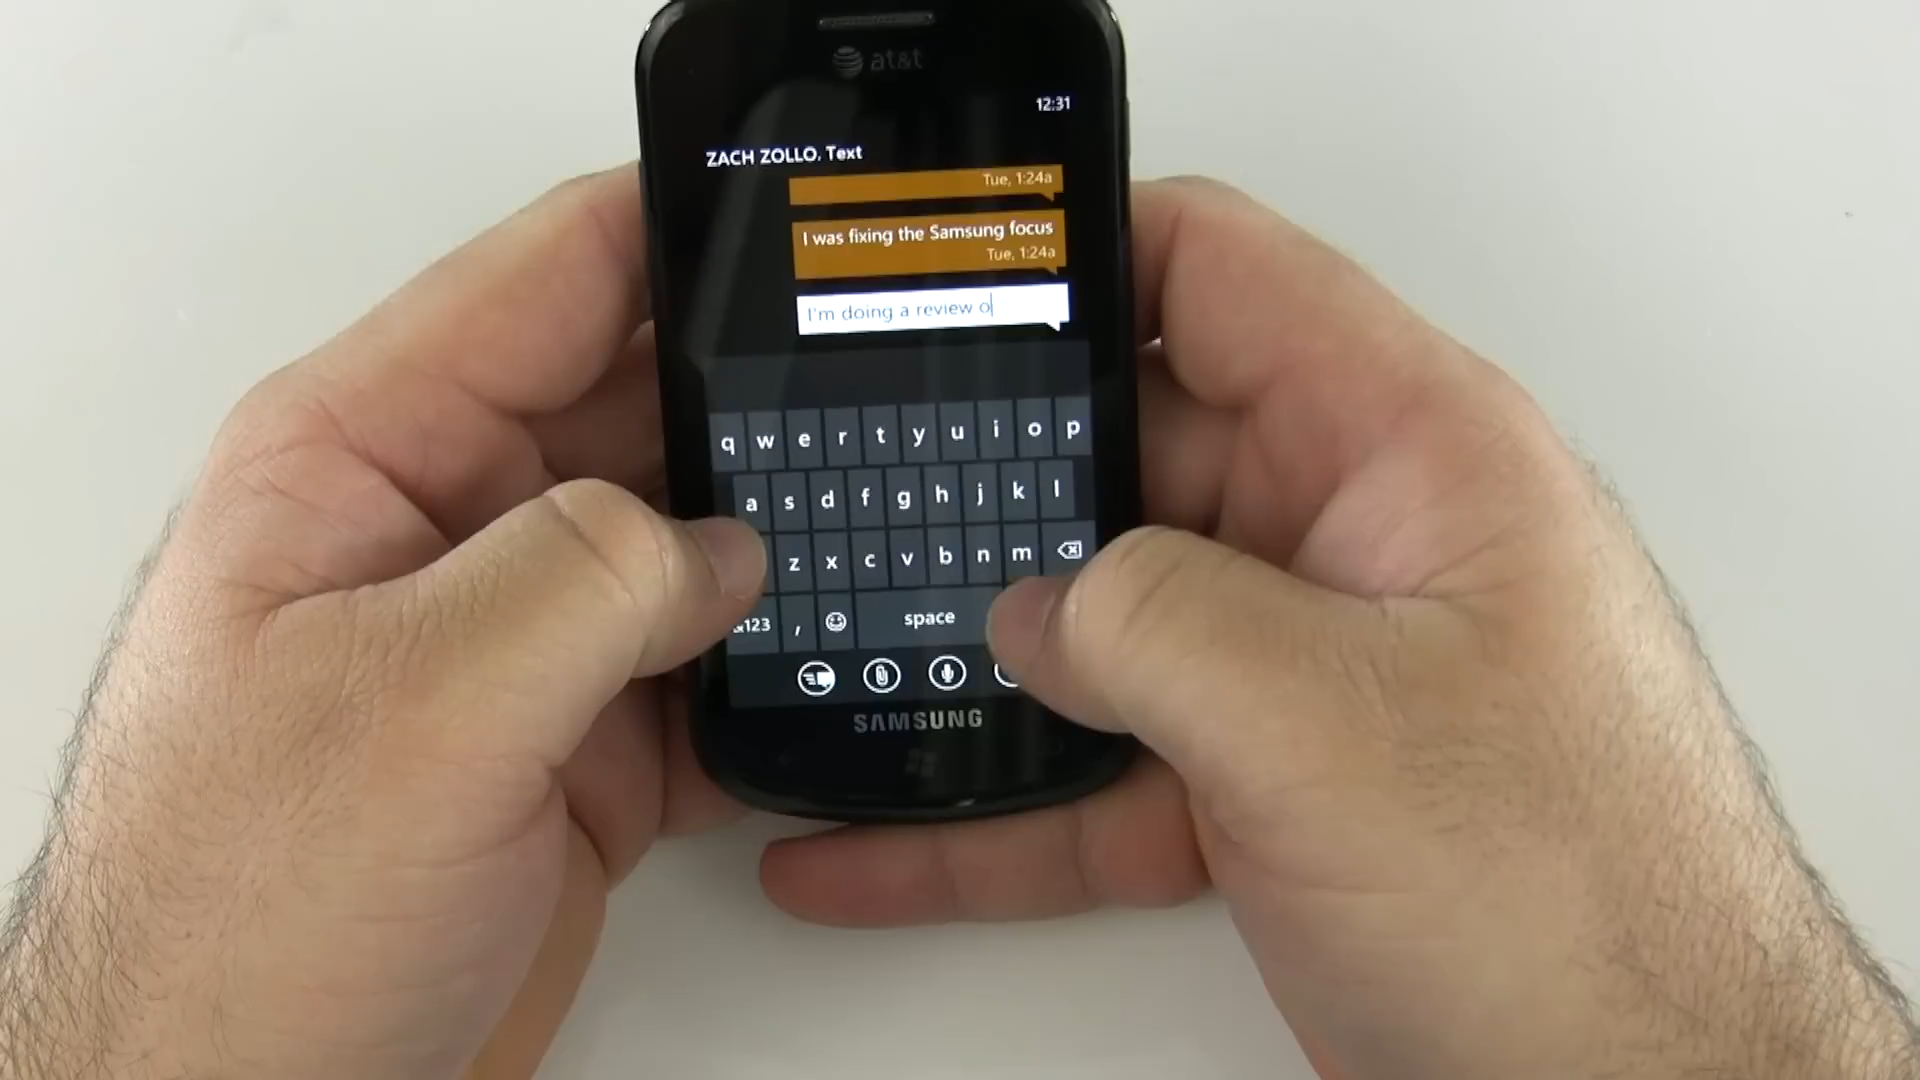 at&t
12:31
ZACH ZOLLO. Text
Tue, 1:24a
I was fixing the Samsung focus
Tue, 1:24a
I'm doing a review o
q w e r t y u i o p
a s d f g h j k l
z x c v b n m
&123 , space
SAMSUNG